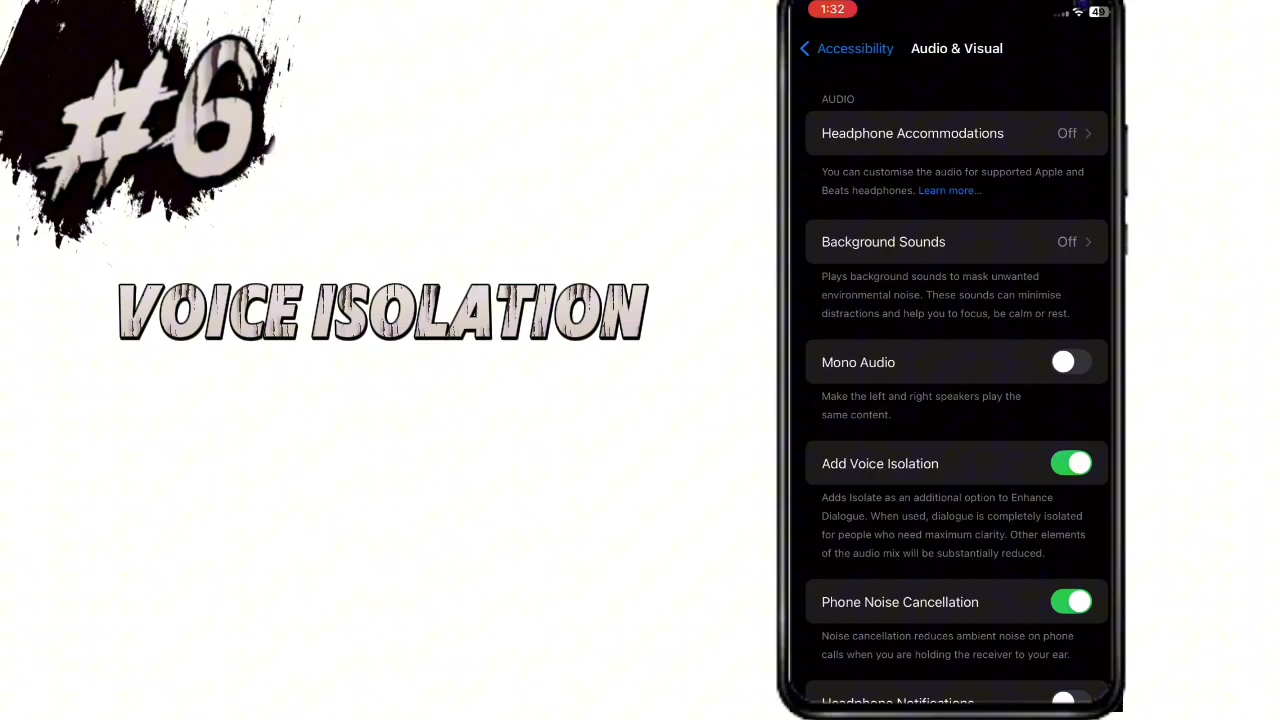 #6
VOICE ISOLATION
1:32
49
Accessibility
Audio & Visual
AUDIO
Headphone Accommodations Off
You can customise the audio for supported Apple and
Beats headphones. Learn more...
Background Sounds Off
Plays background sounds to mask unwanted
environmental noise. These sounds can minimise
distractions and help you to focus, be calm or rest.
Mono Audio
Make the left and right speakers play the
same content.
Add Voice Isolation
Adds Isolate as an additional option to Enhance
Dialogue. When used, dialogue is completely isolated
for people who need maximum clarity. Other elements
of the audio mix will be substantially reduced.
Phone Noise Cancellation
Noise cancellation reduces ambient noise on phone
calls when you are holding the receiver to your ear.
Headphone Notifications